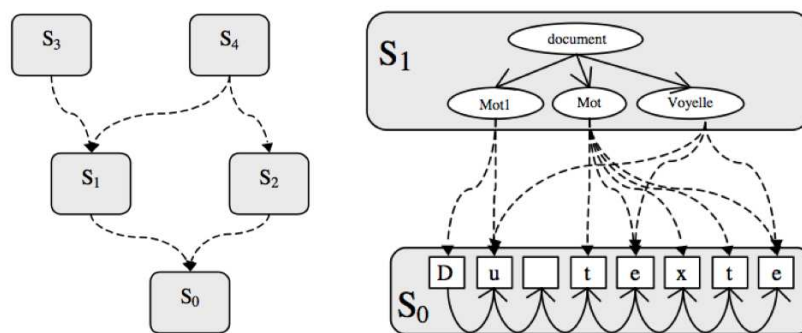 S3 S4
S1 S2
S0
S1
document
Mot1 Mot Voyelle
S0
D u t e x t e